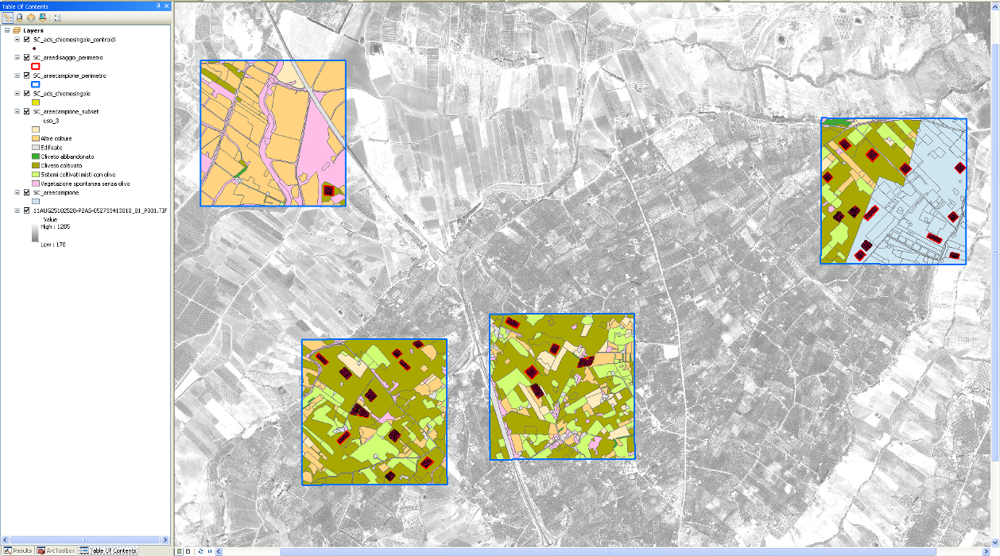 Table Of Contents
Layers
SC_ads_chiomesingole_centroidi
SC_areedisaggio_perimetro
SC_areecampione_perimetro
SC_ads_chiomesingole
SC_areecampione_subset
uso_3
Altre colture
Edificato
Oliveto abbandonato
Oliveto coltivato
Sistemi coltivati misti con olivo
Vegetazione spontanea senza olivo
SC_areecampione
11AUG25102528-P2AS-052733413010_01_P001.TIF
Value
High : 1285
Low : 170
Results ArcToolbox Table Of Contents